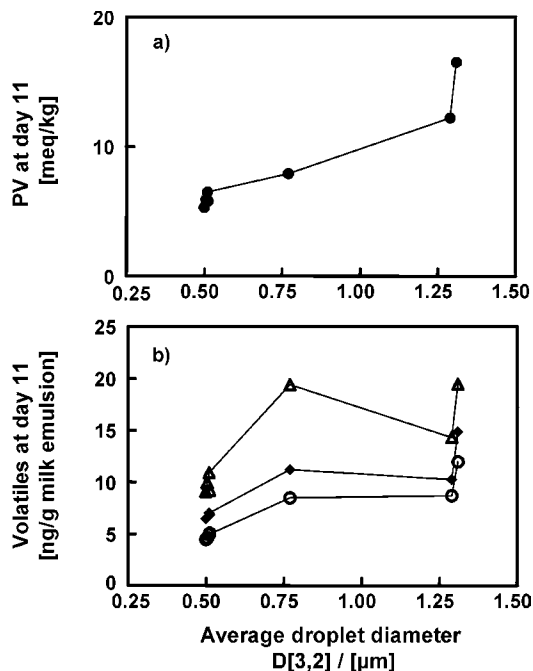 20
a)
10
0
PV at day 11
[meq/kg]
0.25 0.50 0.75 1.00 1.25 1.50
25
b)
20
15
10
5
0
Volatiles at day 11
[ng/g milk emulsion]
0.25 0.50 0.75 1.00 1.25 1.50
Average droplet diameter
D[3,2] / [µm]